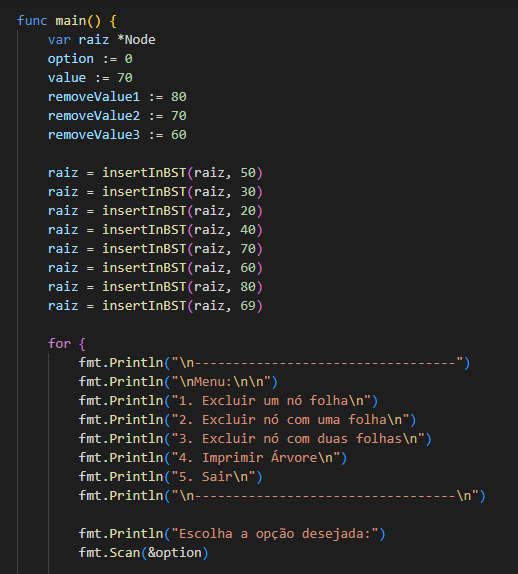 func main() {
    var raiz *Node
    option := 0
    value := 70
    removeValue1 := 80
    removeValue2 := 70
    removeValue3 := 60

    raiz = insertInBST(raiz, 50)
    raiz = insertInBST(raiz, 30)
    raiz = insertInBST(raiz, 20)
    raiz = insertInBST(raiz, 40)
    raiz = insertInBST(raiz, 70)
    raiz = insertInBST(raiz, 60)
    raiz = insertInBST(raiz, 80)
    raiz = insertInBST(raiz, 69)

    for {
        fmt.Println("\n----------------------------------")
        fmt.Println("\nMenu:\n\n")
        fmt.Println("1. Excluir um nó folha\n")
        fmt.Println("2. Excluir nó com uma folha\n")
        fmt.Println("3. Excluir nó com duas folhas\n")
        fmt.Println("4. Imprimir Árvore\n")
        fmt.Println("5. Sair\n")
        fmt.Println("\n----------------------------------\n")

        fmt.Println("Escolha a opção desejada:")
        fmt.Scan(&option)